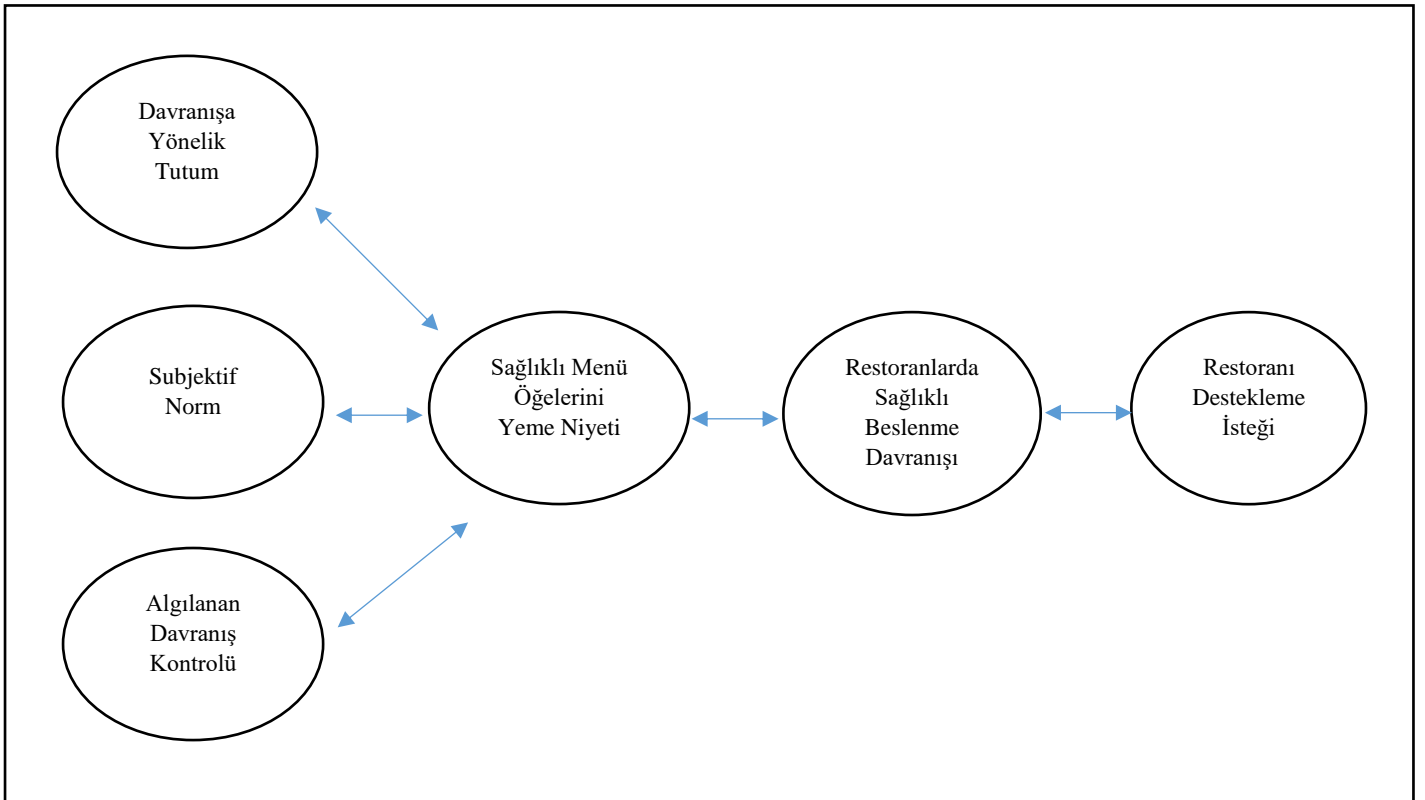 Davranışa
Yönelik
Tutum
Subjektif
Norm
Algılanan
Davranış
Kontrolü
Sağlıklı Menü
Öğelerini
Yeme Niyeti
Restoranlarda
Sağlıklı
Beslenme
Davranışı
Restoranı
Destekleme
İsteği